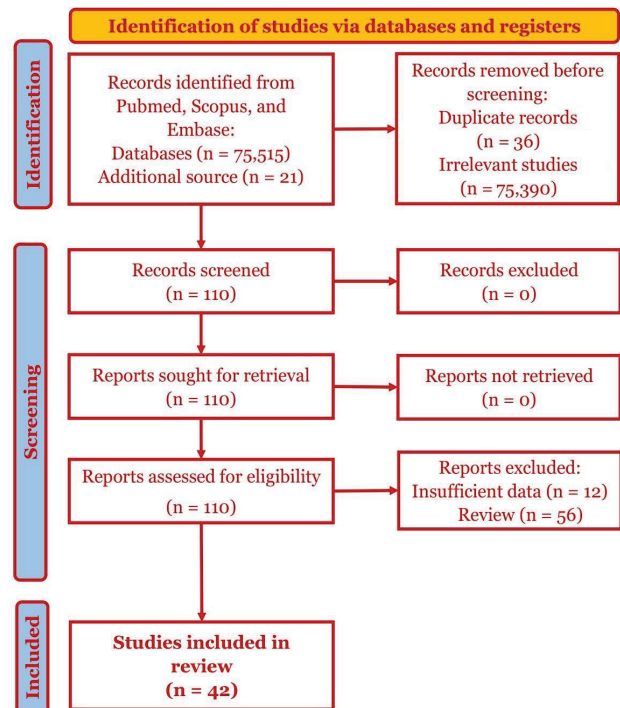 Identification of studies via databases and registers
Identification
Records identified from
Pubmed, Scopus, and
Embase:
Databases (n = 75,515)
Additional source (n = 21)
Records removed before
screening:
Duplicate records
(n = 36)
Irrelevant studies
(n = 75,390)
Screening
Records screened
(n = 110)
Records excluded
(n = 0)
Reports sought for retrieval
(n = 110)
Reports not retrieved
(n = 0)
Reports assessed for eligibility
(n = 110)
Reports excluded:
Insufficient data (n = 12)
Review (n = 56)
Included
Studies included in
review
(n = 42)